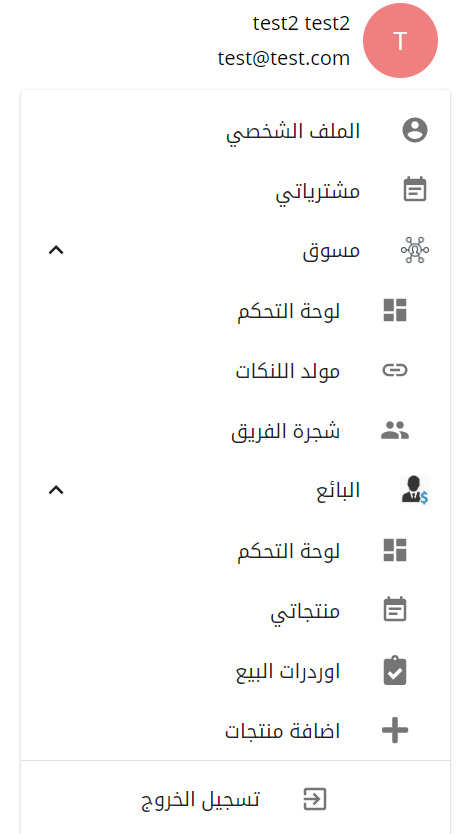 test2 test2
T
test@test.com
الملف الشخصي
مشترياتي
مسوق
لوحة التحكم
مولد اللنكات
شجرة الفريق
البائع
لوحة التحكم
منتجاتي
اوردرات البيع
اضافة منتجات
تسجيل الخروج